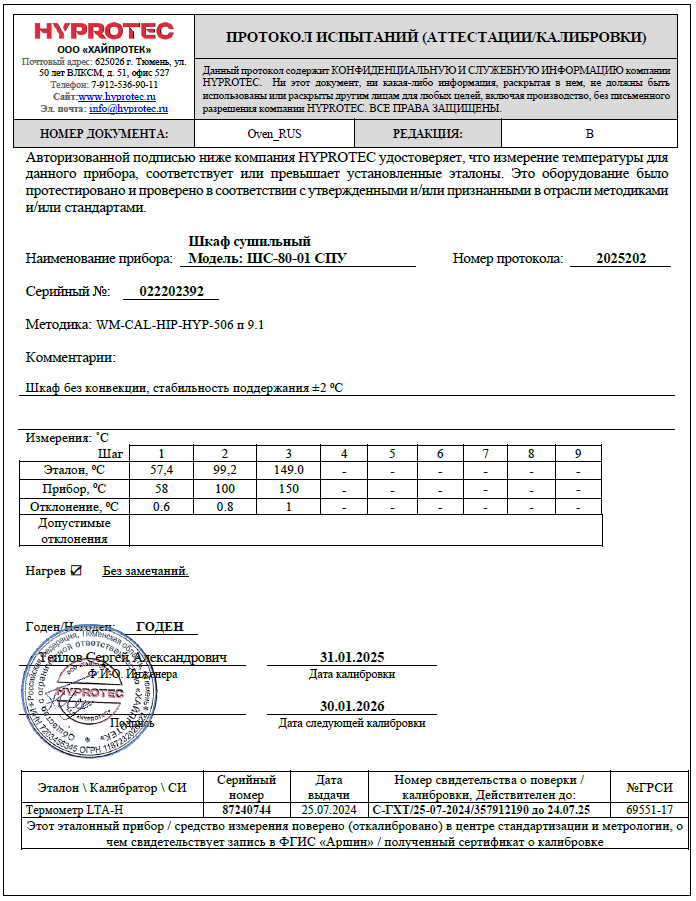 HYPROTEC
ООО «ХАЙПРОТЕК»
Почтовый адрес: 625026 г. Тюмень, ул.
50 лет ВЛКСМ, д. 51, офис 527
Телефон: 7-912-536-90-11
Сайт:www.hyprotec.ru
Эл. почта: info@hyprotec.ru
ПРОТОКОЛ ИСПЫТАНИЙ (АТТЕСТАЦИИ/КАЛИБРОВКИ)
Данный протокол содержит КОНФИДЕНЦИАЛЬНУЮ И СЛУЖЕБНУЮ ИНФОРМАЦИЮ компании
HYPROTEC. Ни этот документ, ни какая-либо информация, раскрытая в нем, не должны быть
использованы или раскрыты другим лицам для любых целей, включая производство, без письменного
разрешения компании HYPROTEC. ВСЕ ПРАВА ЗАЩИЩЕНЫ.
НОМЕР ДОКУМЕНТА: Oven_RUS РЕДАКЦИЯ: B
Авторизованной подписью ниже компания HYPROTEC удостоверяет, что измерение температуры для
данного прибора, соответствует или превышает установленные эталоны. Это оборудование было
протестировано и проверено в соответствии с утвержденными и/или признанными в отрасли методиками
и/или стандартами.
Шкаф сушильный
Наименование прибора: Модель: ШС-80-01 СПУ Номер протокола: 2025202
Серийный №: 022202392
Методика: WM-CAL-HIP-HYP-506 п 9.1
Комментарии:
Шкаф без конвекции, стабильность поддержания ±2 ⁰С
Измерения: ˚С
Шаг 1 2 3 4 5 6 7 8 9
Эталон, ⁰С 57,4 99,2 149.0 - - - - - -
Прибор, ⁰С 58 100 150 - - - - - -
Отклонение, ⁰С 0.6 0.8 1 - - - - - -
Допустимые
отклонения
Нагрев ☑ Без замечаний.
Годен/Негоден: ГОДЕН
Теплов Сергей Александрович 31.01.2025
Ф.И.О. Инженера Дата калибровки
30.01.2026
Подпись Дата следующей калибровки
HYPROTEC
Эталон \ Калибратор \ СИ Серийный номер Дата выдачи Номер свидетельства о поверки / калибровки, Действителен до: №ГРСИ
Термометр LTA-H 87240744 25.07.2024 С-ГХТ/25-07-2024/357912190 до 24.07.25 69551-17
Этот эталонный прибор / средство измерения поверено (откалибровано) в центре стандартизации и метрологии, о
чем свидетельствует запись в ФГИС «Аршин» / полученный сертификат о калибровке